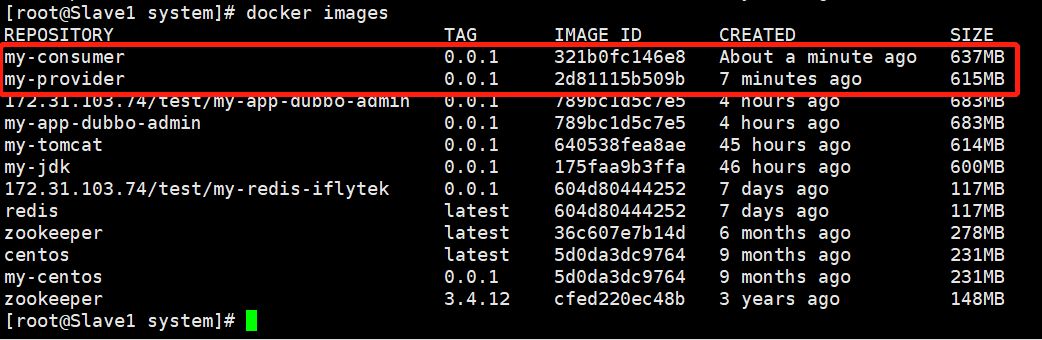 [root@Slave1 system]# docker images
REPOSITORY TAG IMAGE ID CREATED SIZE
my-consumer 0.0.1 321b0fc146e8 About a minute ago 637MB
my-provider 0.0.1 2d81115b509b 7 minutes ago 615MB
172.31.103.74/test/my-app-dubbo-admin 0.0.1 789bc1d5c7e5 4 hours ago 683MB
my-app-dubbo-admin 0.0.1 789bc1d5c7e5 4 hours ago 683MB
my-tomcat 0.0.1 640538fea8ae 45 hours ago 614MB
my-jdk 0.0.1 175faa9b3ffa 46 hours ago 600MB
172.31.103.74/test/my-redis-iflytek 0.0.1 604d80444252 7 days ago 117MB
redis latest 604d80444252 7 days ago 117MB
zookeeper latest 36c607e7b14d 6 months ago 278MB
centos latest 5d0da3dc9764 9 months ago 231MB
my-centos 0.0.1 5d0da3dc9764 9 months ago 231MB
zookeeper 3.4.12 cfed220ec48b 3 years ago 148MB
[root@Slave1 system]#